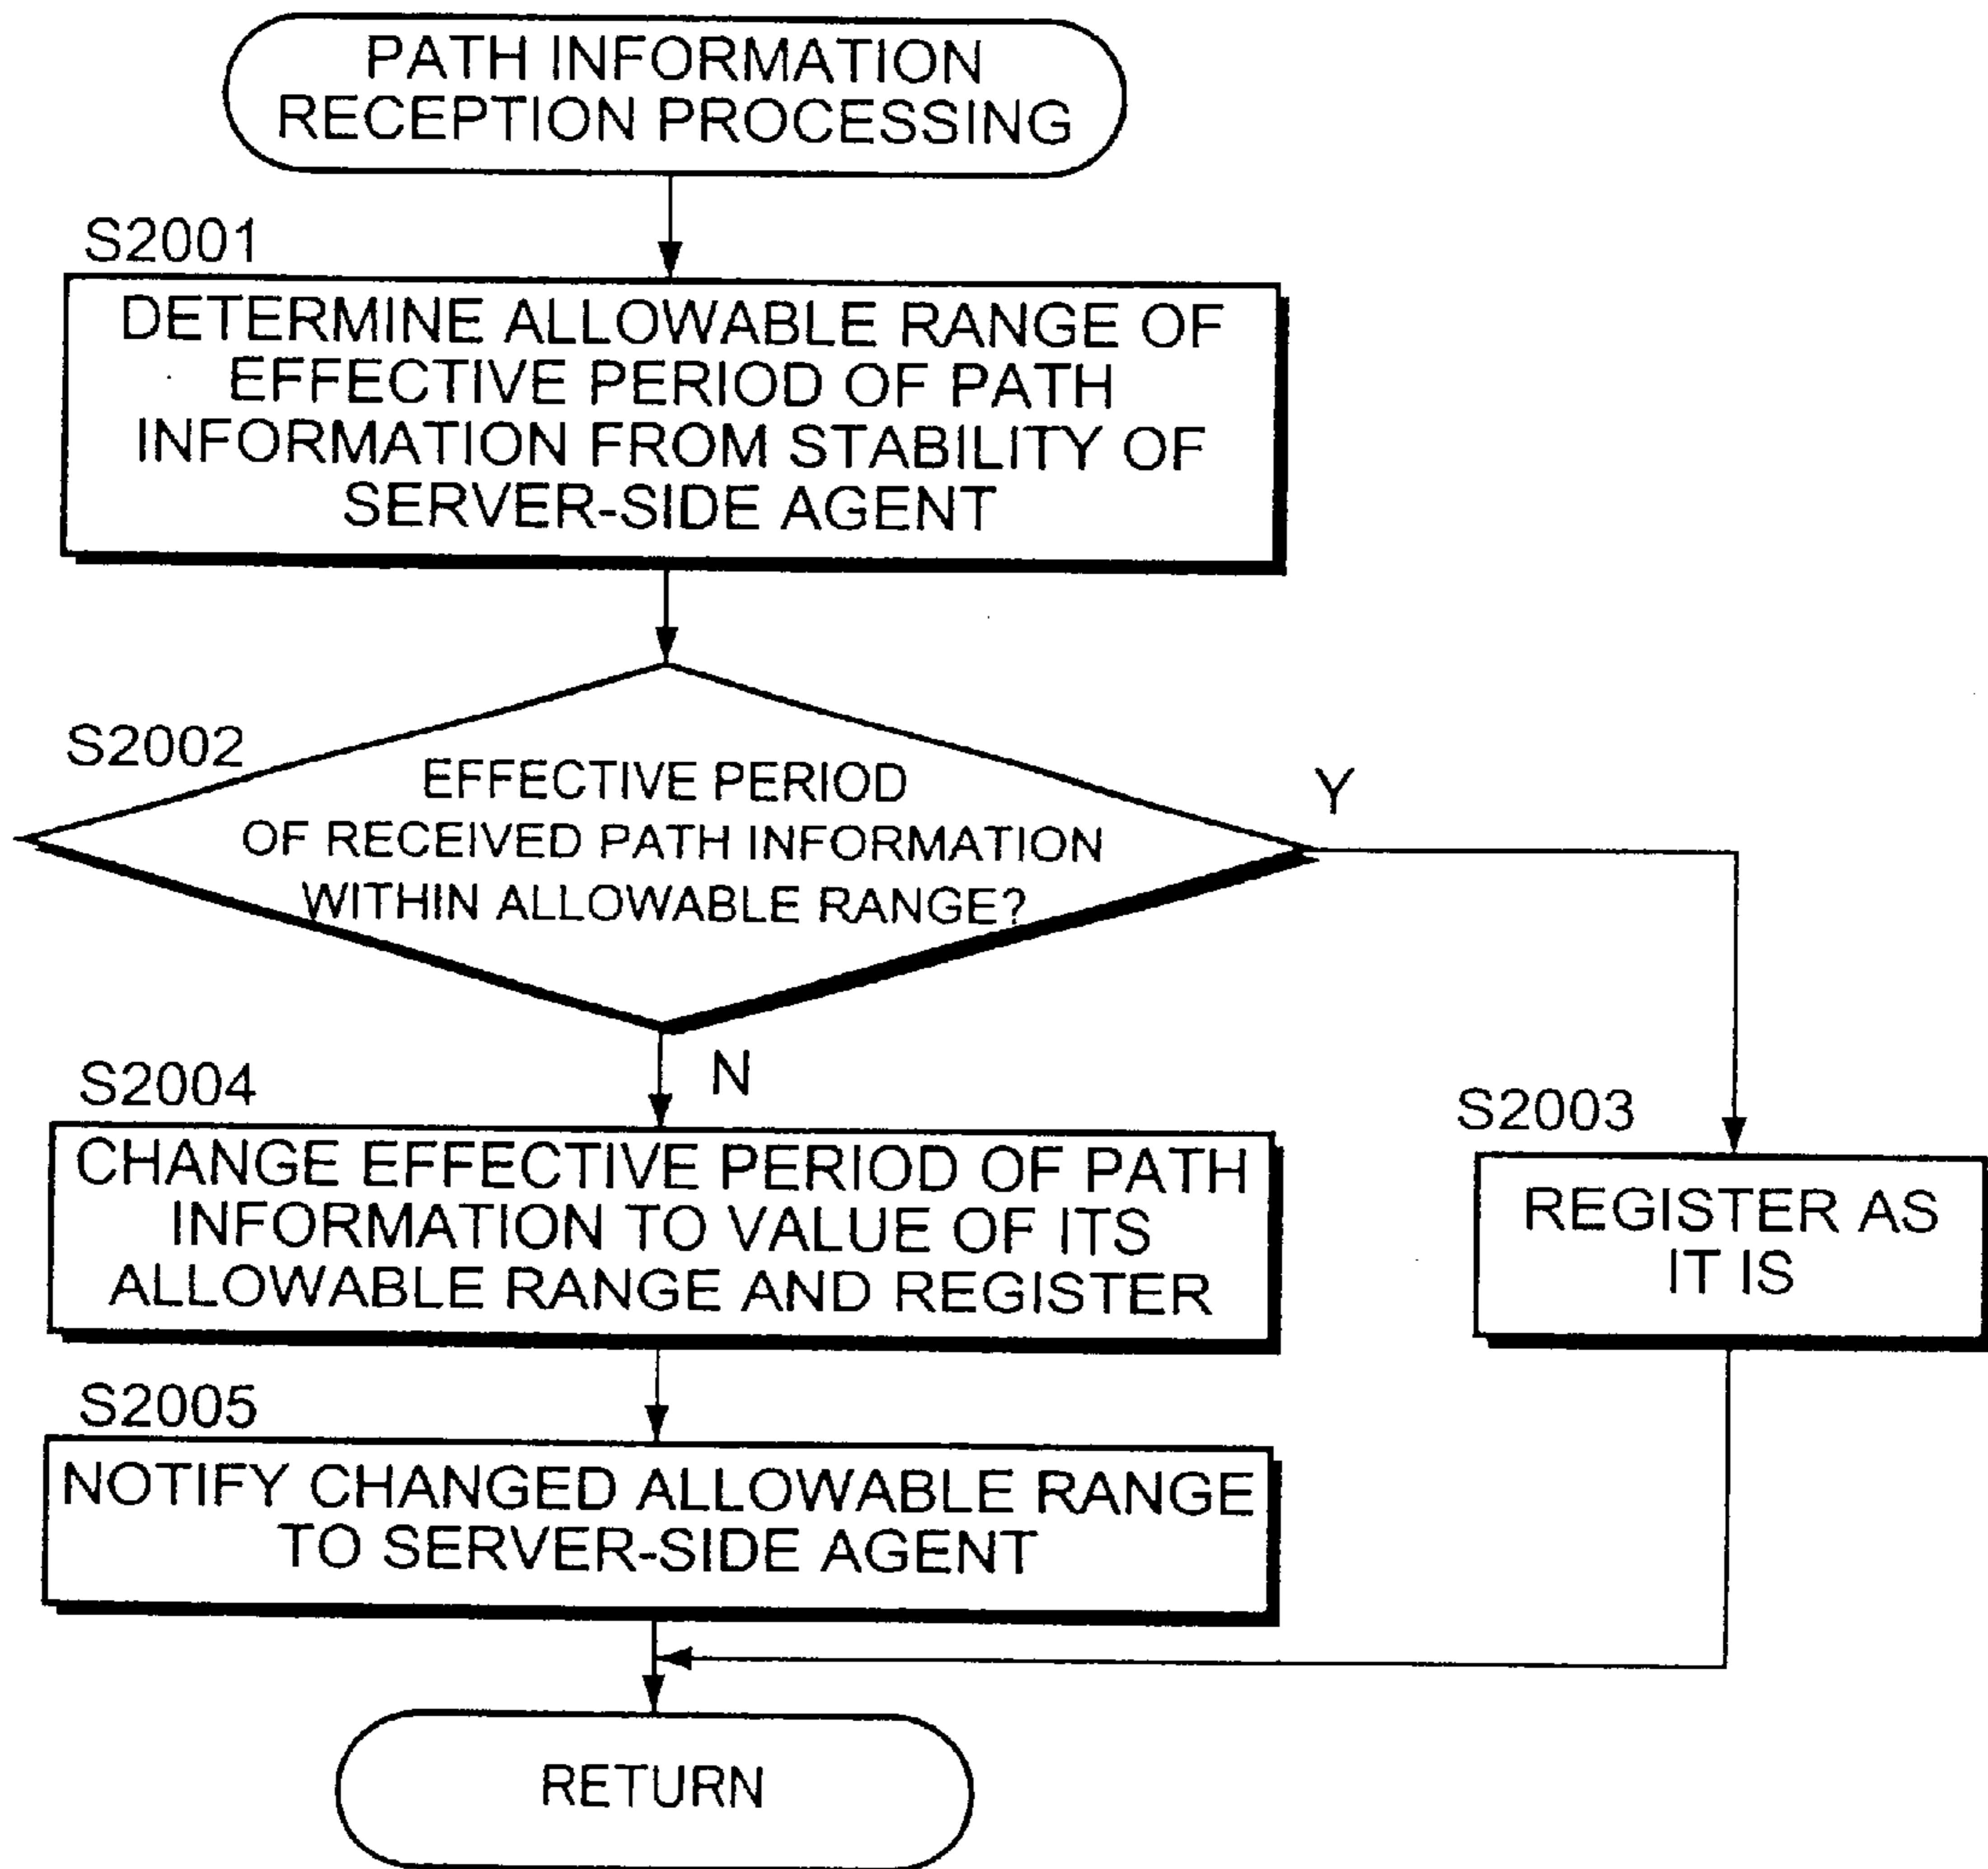 PATH INFORMATION
RECEPTION PROCESSING
S2001
DETERMINE ALLOWABLE RANGE OF
EFFECTIVE PERIOD OF PATH
INFORMATION FROM STABILITY OF
SERVER-SIDE AGENT
S2002
EFFECTIVE PERIOD
OF RECEIVED PATH INFORMATION
WITHIN ALLOWABLE RANGE?
Y
N
S2004
CHANGE EFFECTIVE PERIOD OF PATH
INFORMATION TO VALUE OF ITS
ALLOWABLE RANGE AND REGISTER
S2003
REGISTER AS
IT IS
S2005
NOTIFY CHANGED ALLOWABLE RANGE
TO SERVER-SIDE AGENT
RETURN